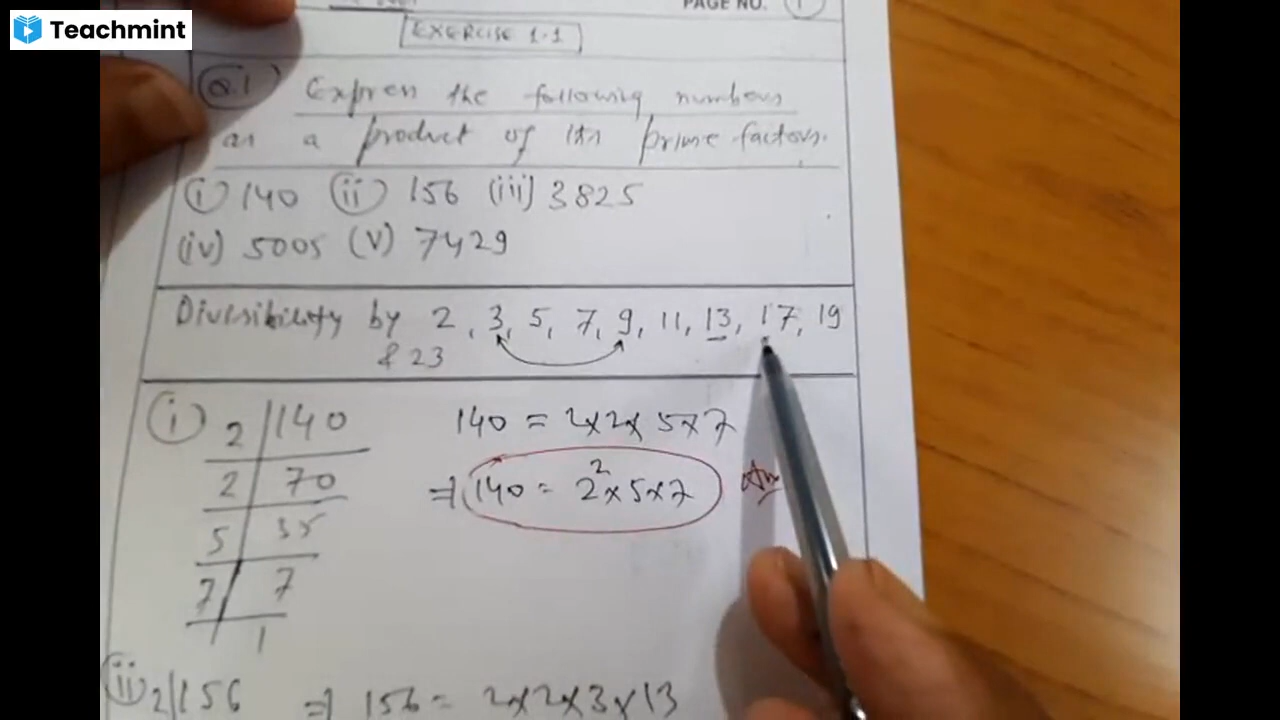 Teachmint
PAGE NO. 1
EXERCISE 1.1
Q.1 Express the following numbers
as a product of its prime factors.
(i) 140 (ii) 156 (iii) 3825
(iv) 5005 (v) 7429
Divisibility by 2, 3, 5, 7, 9, 11, 13, 17, 19
& 23
(i) 2 | 140
140 = 2×2×5×7
2 | 70
⇒ 140 = 2²×5×7 Ans
5 | 35
7 | 7
1
(ii) 2 | 156 ⇒ 156 = 2×2×3×13